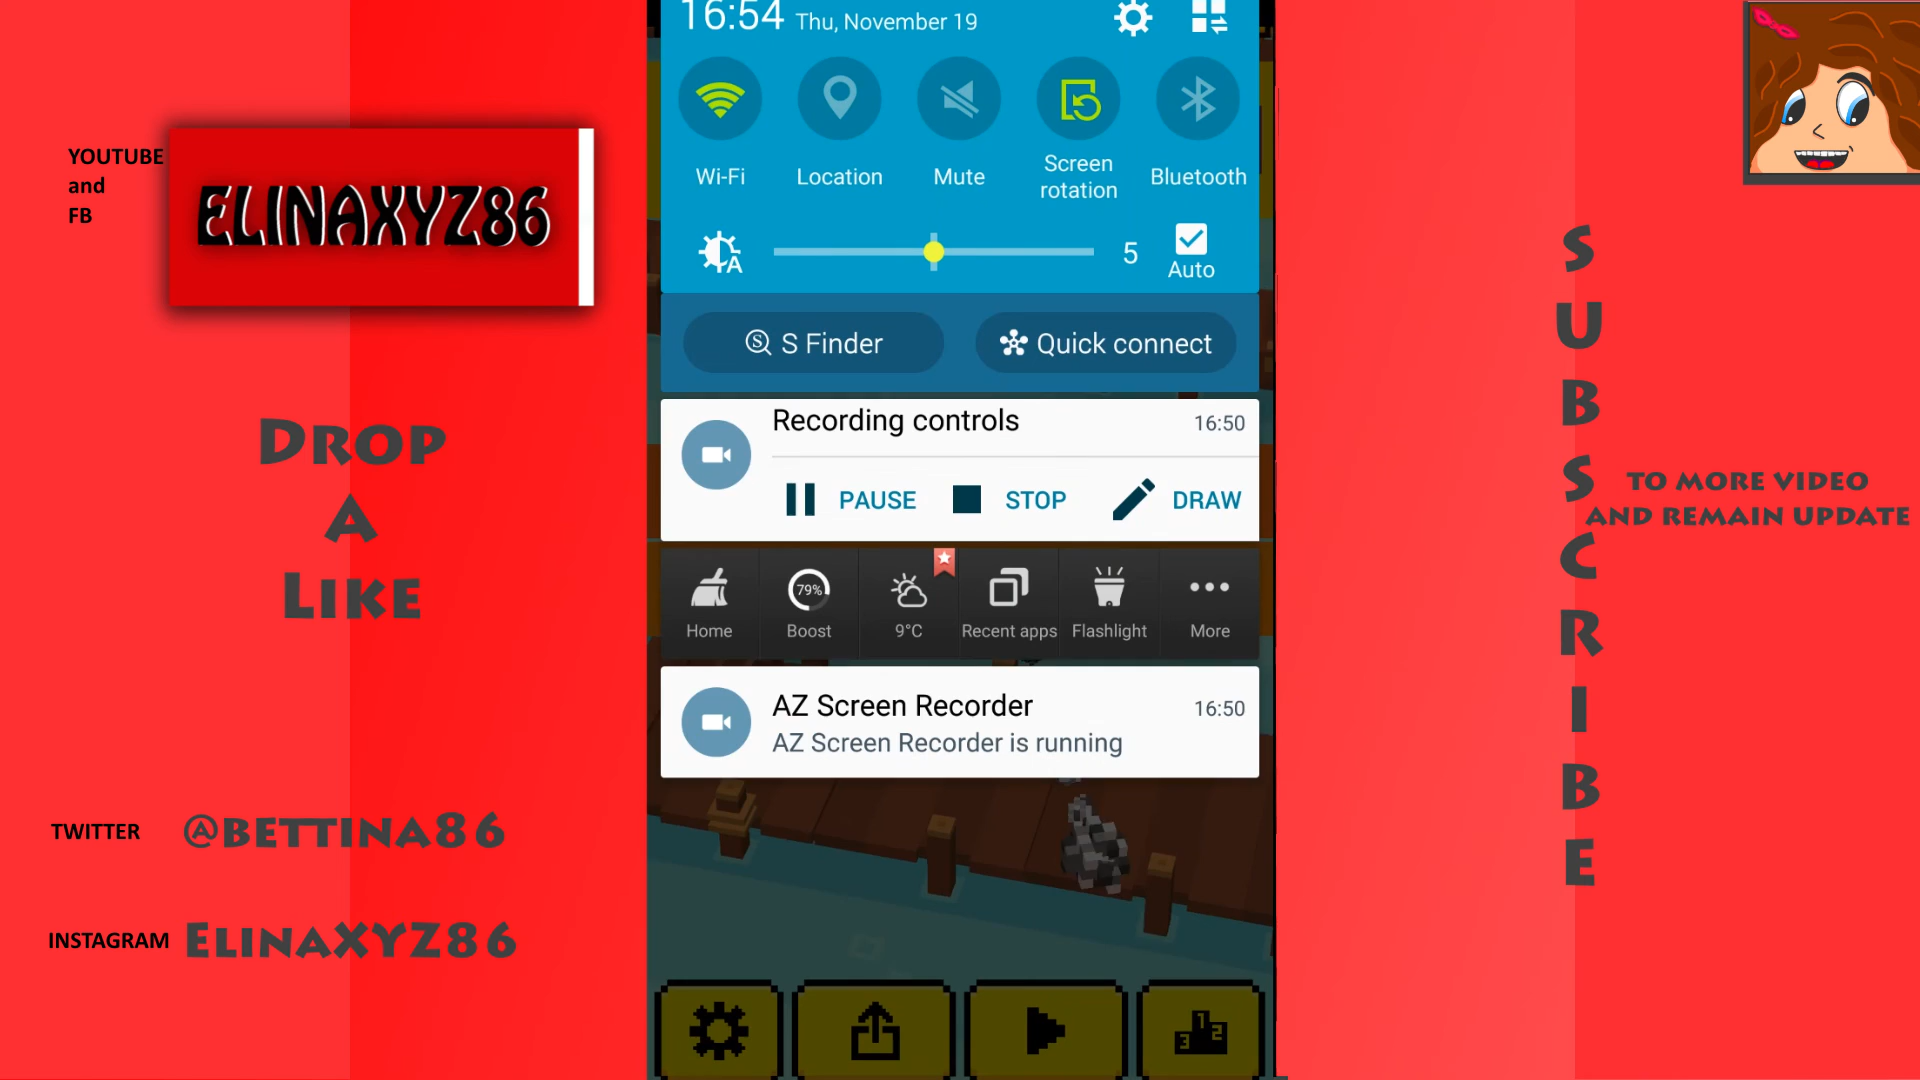 YOUTUBE
and
FB
ELINAXYZ86
DROP
A
LIKE
TWITTER @BETTINA86
INSTAGRAM ELINAXYZ86
16:54 Thu, November 19
Wi-Fi
Location
Mute
Screen
rotation
Bluetooth
A
5
Auto
S Finder
Quick connect
Recording controls 16:50
PAUSE STOP DRAW
79%
Home Boost 9°C Recent apps Flashlight More
AZ Screen Recorder 16:50
AZ Screen Recorder is running
1
2
3
S
U
B
S
C
R
I
B
E
TO MORE VIDEO
AND REMAIN UPDATE